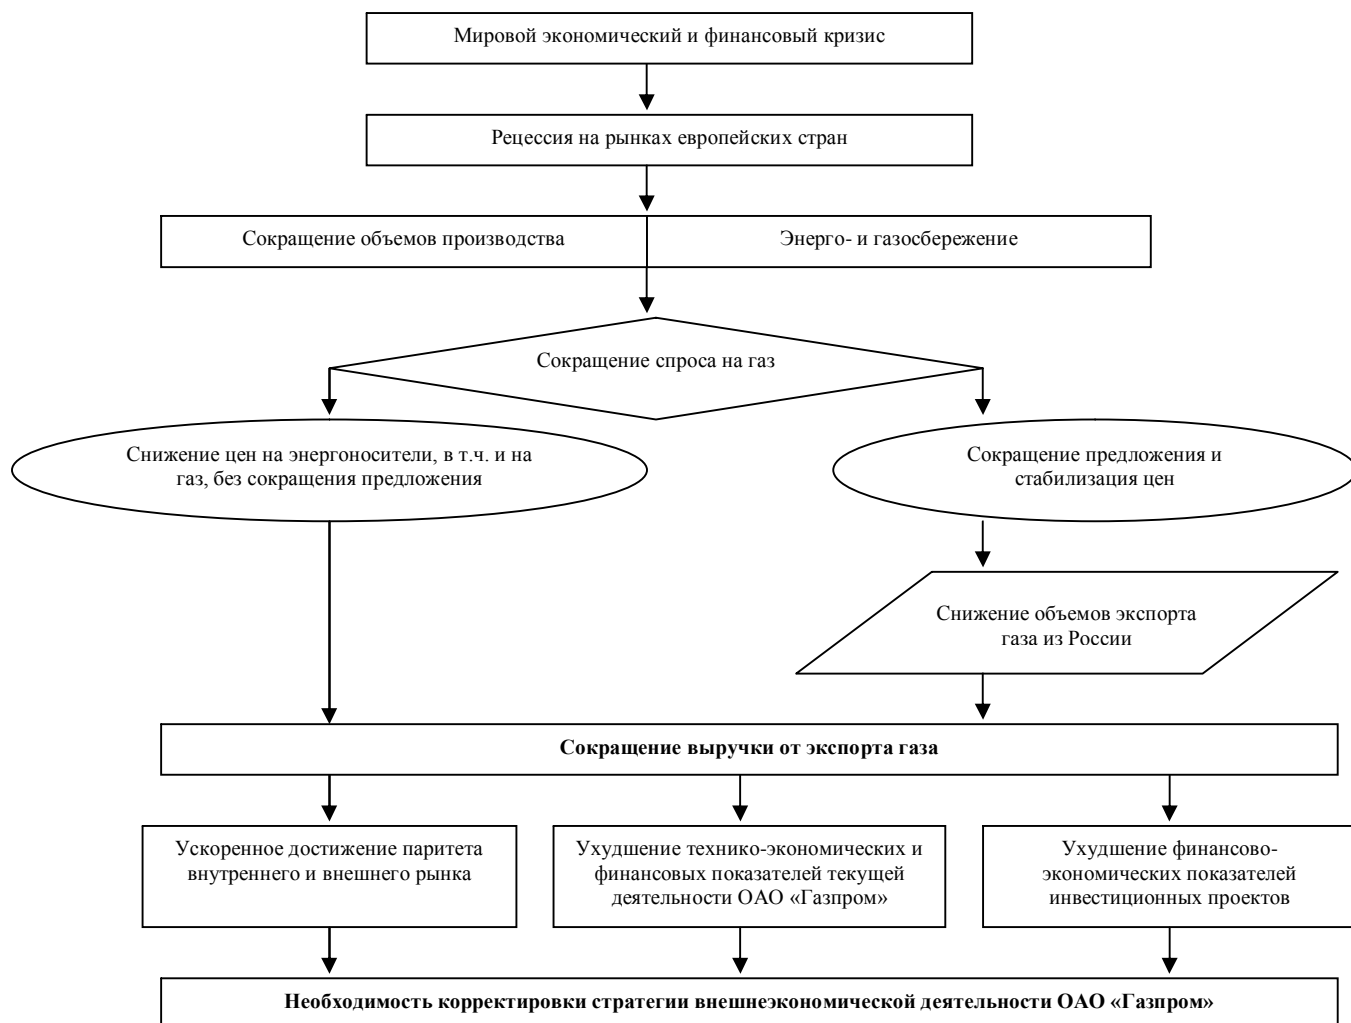 Мировой экономический и финансовый кризис
Рецессия на рынках европейских стран
Сокращение объемов производства
Энерго- и газосбережение
Сокращение спроса на газ
Снижение цен на энергоносители, в т.ч. и на
газ, без сокращения предложения
Сокращение предложения и
стабилизация цен
Снижение объемов экспорта
газа из России
Сокращение выручки от экспорта газа
Ускоренное достижение паритета
внутреннего и внешнего рынка
Ухудшение технико-экономических и
финансовых показателей текущей
деятельности ОАО «Газпром»
Ухудшение финансово-
экономических показателей
инвестиционных проектов
Необходимость корректировки стратегии внешнеэкономической деятельности ОАО «Газпром»